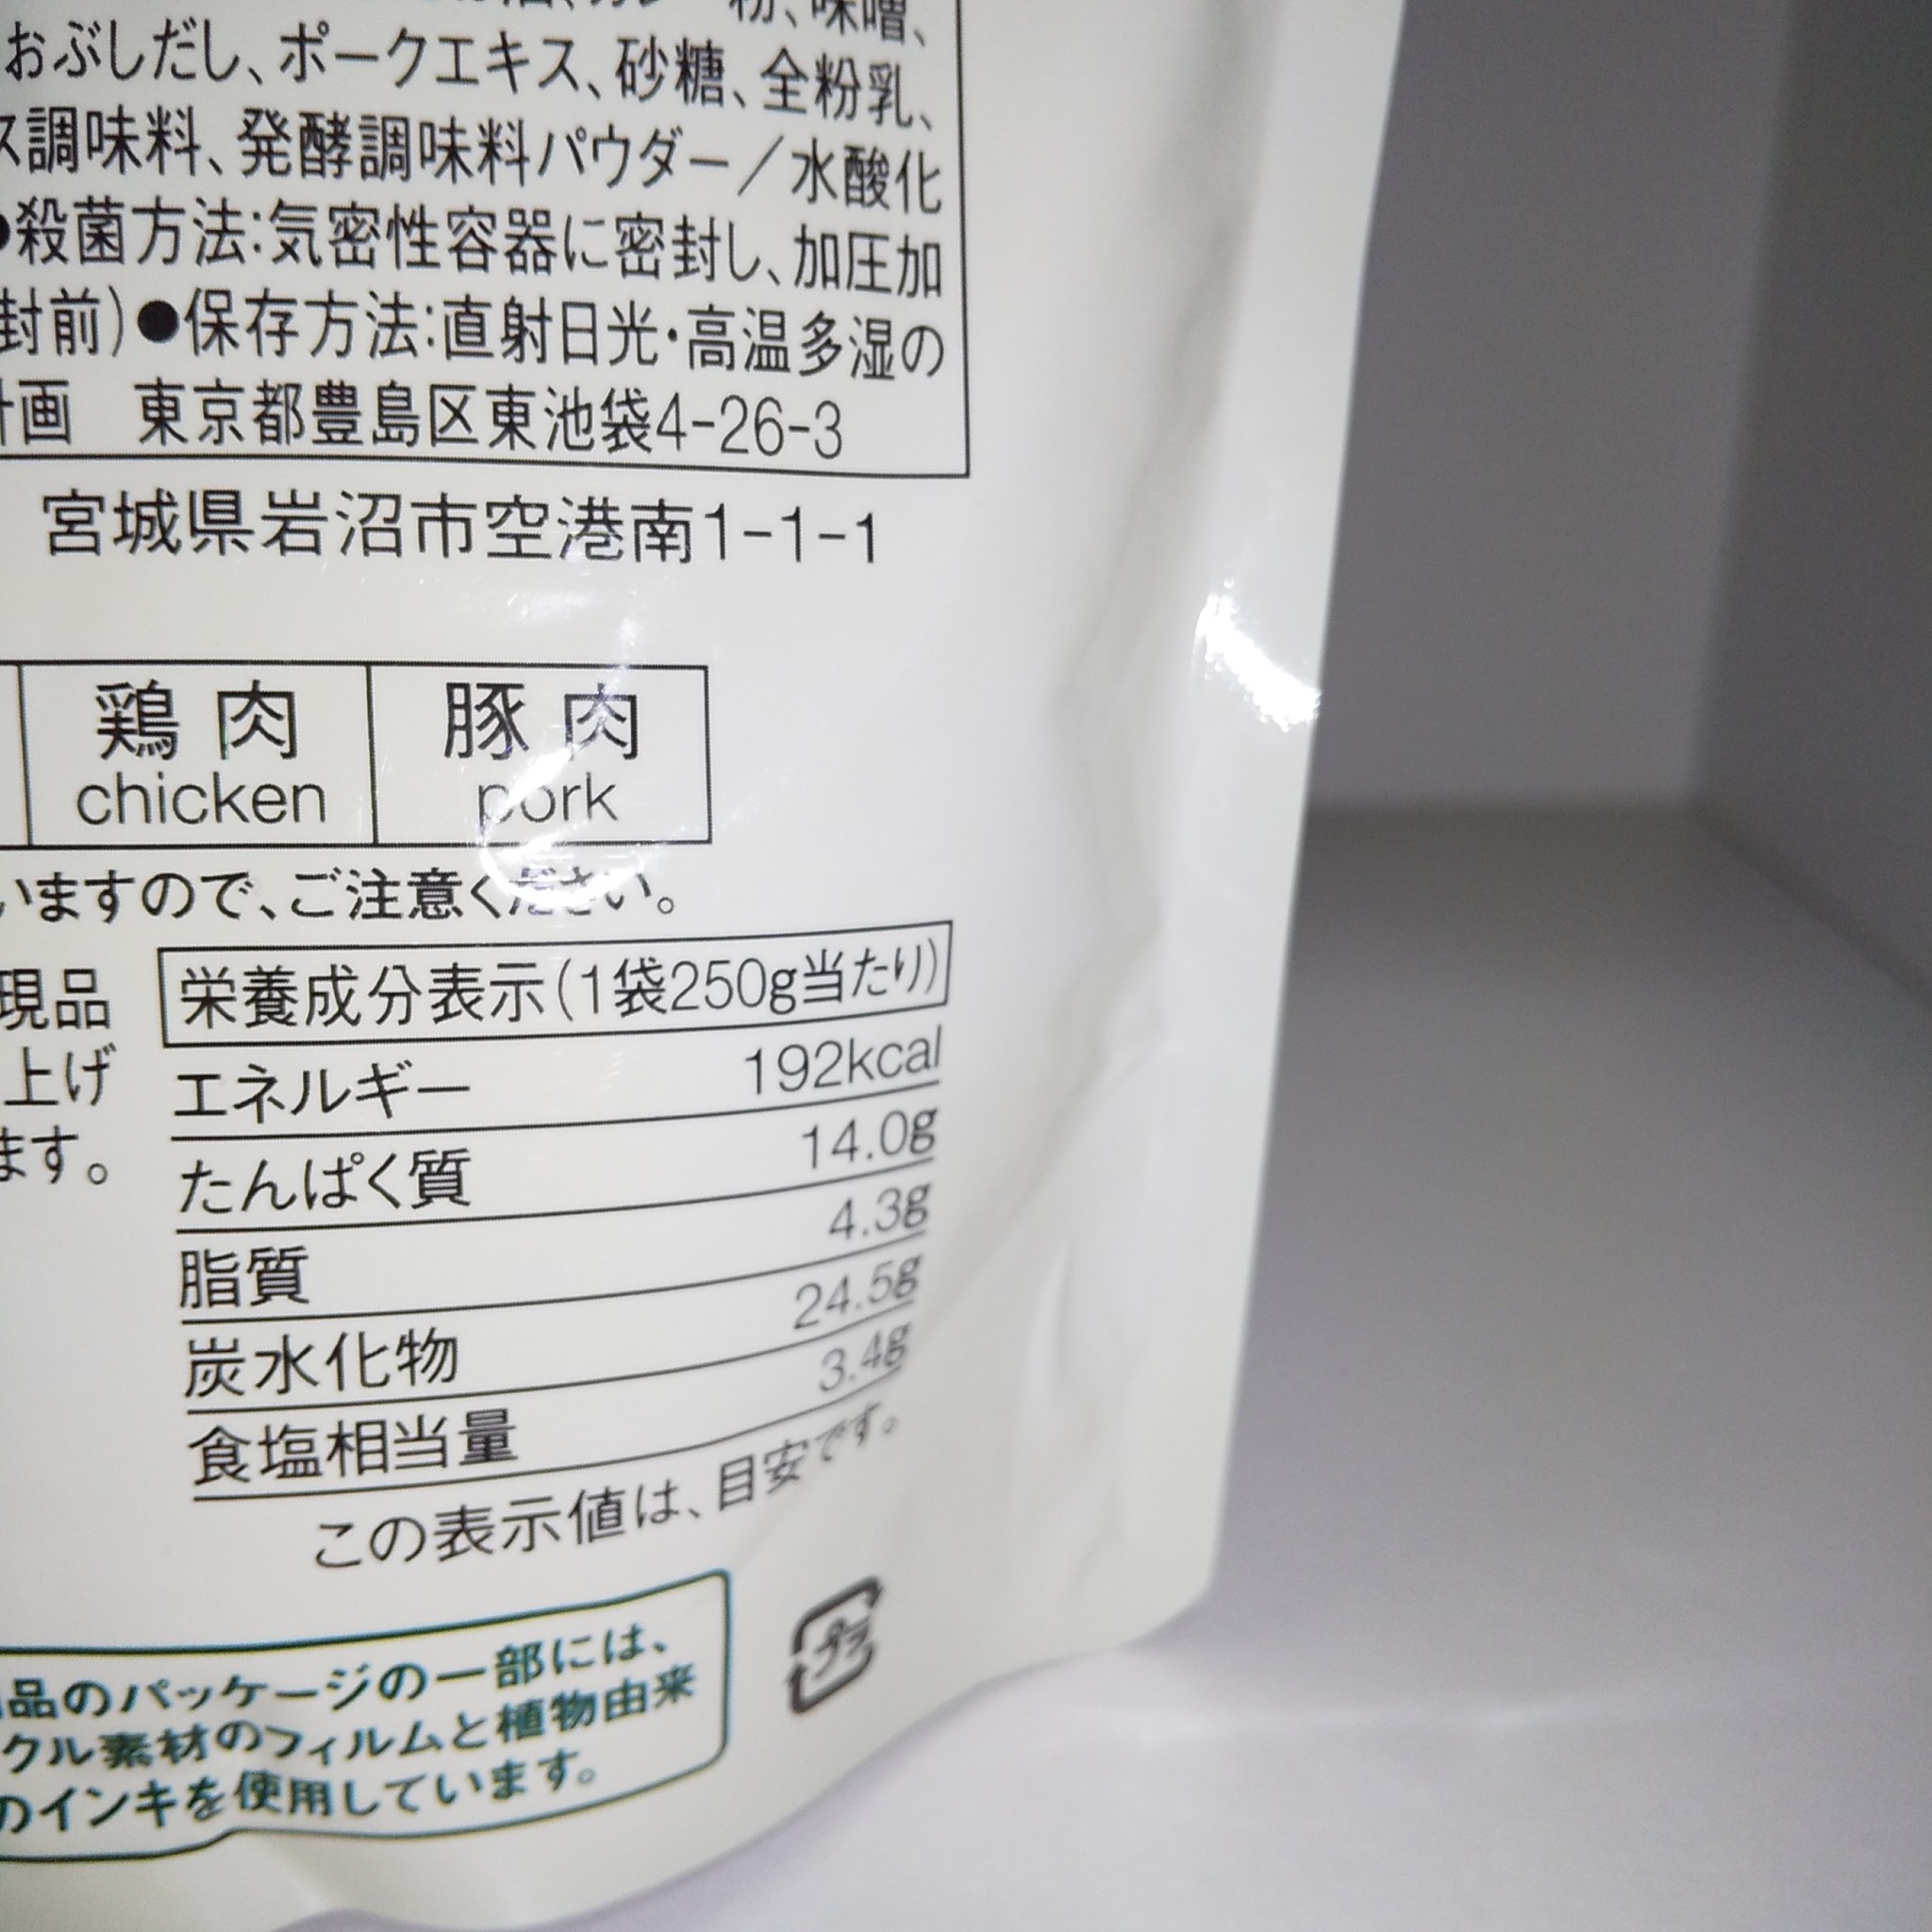 粉、味噌、
おぶしだし、ポークエキス、砂糖、全粉乳、
ス調味料、発酵調味料パウダー／水酸化
●殺菌方法:気密性容器に密封し、加圧加
封前)●保存方法:直射日光・高温多湿の
計画 東京都豊島区東池袋4-26-3
宮城県岩沼市空港南1-1-1
鶏肉 豚肉
chicken pork
いますので、ご注意ください。
現品
上げ
ます。
栄養成分表示(1袋250g当たり)
エネルギー 192kcal
たんぱく質 14.0g
脂質 4.3g
炭水化物 24.5g
食塩相当量 3.4g
この表示値は、目安です。
品のパッケージの一部には、
クル素材のフィルムと植物由来
のインキを使用しています。
プラ